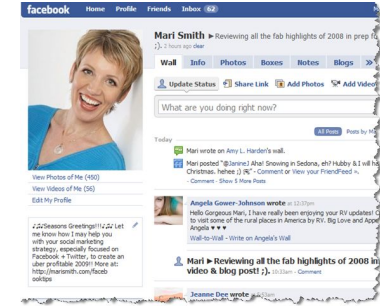 facebook Home Profile Friends Inbox 62
Mari Smith ▸ Reviewing all the fab highlights of 2008 in prep fo
;). 2 hours ago clear
Wall Info Photos Boxes Notes Blogs »
Update Status Share Link Add Photos Add Video
What are you doing right now?
All Posts Posts by M
Today
Mari wrote on Amy L. Harden's wall.
Mari posted "@JanineJ Aha! Snowing in Sedona, eh? Hubby & I will ha
Christmas. hehee ;)
- Comment or View your FriendFeed ».
- Comment - Show 5 More Posts
View Photos of Me (450)
View Videos of Me (56)
Edit My Profile
Angela Gower-Johnson wrote at 12:37pm
Hello Gorgeous Mari, I have really been enjoying your RV updates! O
to visit some of the rural places in America by RV. Big Love and Appre
Angela ♥ ♥ ♥
Wall-to-Wall - Write on Angela's Wall
♪♫Seasons Greetings!!!♪♫ Let
me know how I may help you
with your social marketing
strategy, especially focused on
Facebook + Twitter, to create an
uber profitable 2009!! More at:
http://marismith.com/faceb
ooktips
Mari ▸ Reviewing all the fab highlights of 2008 in
video & blog post! ;). 10:33am - Comment
Jeanne Dee wrote at 5:53am